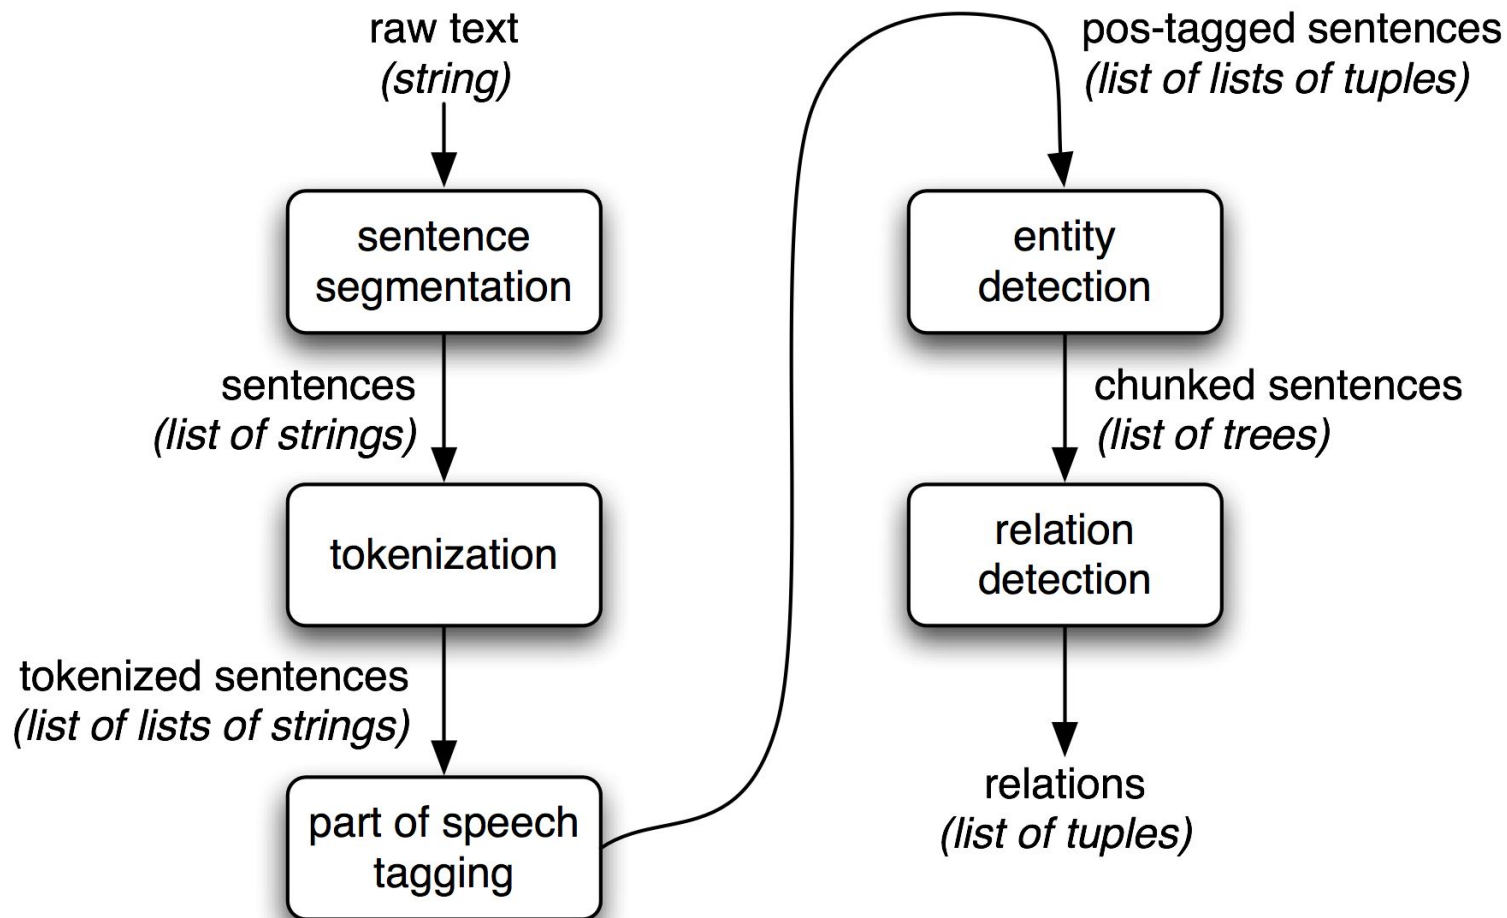 raw text
(string)
sentence
segmentation
sentences
(list of strings)
tokenization
tokenized sentences
(list of lists of strings)
part of speech
tagging
pos-tagged sentences
(list of lists of tuples)
entity
detection
chunked sentences
(list of trees)
relation
detection
relations
(list of tuples)